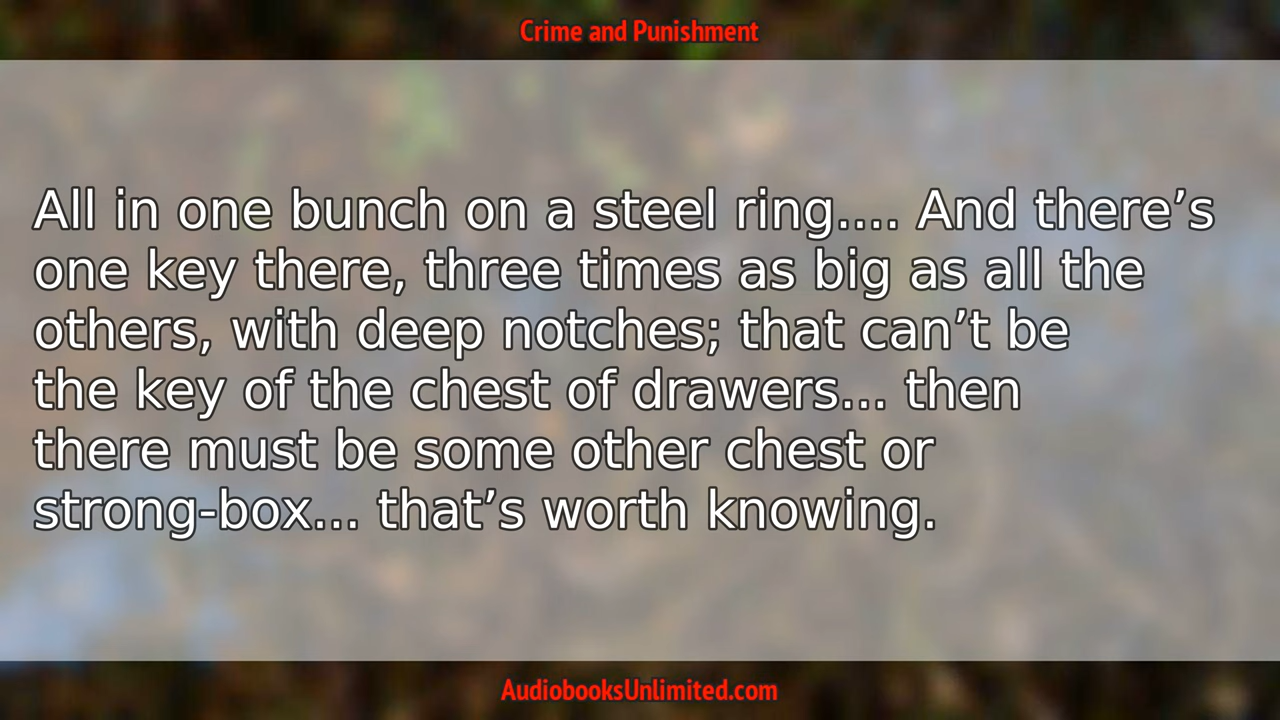 Crime and Punishment
All in one bunch on a steel ring.... And there’s
one key there, three times as big as all the
others, with deep notches; that can’t be
the key of the chest of drawers... then
there must be some other chest or
strong-box... that’s worth knowing.
AudiobooksUnlimited.com